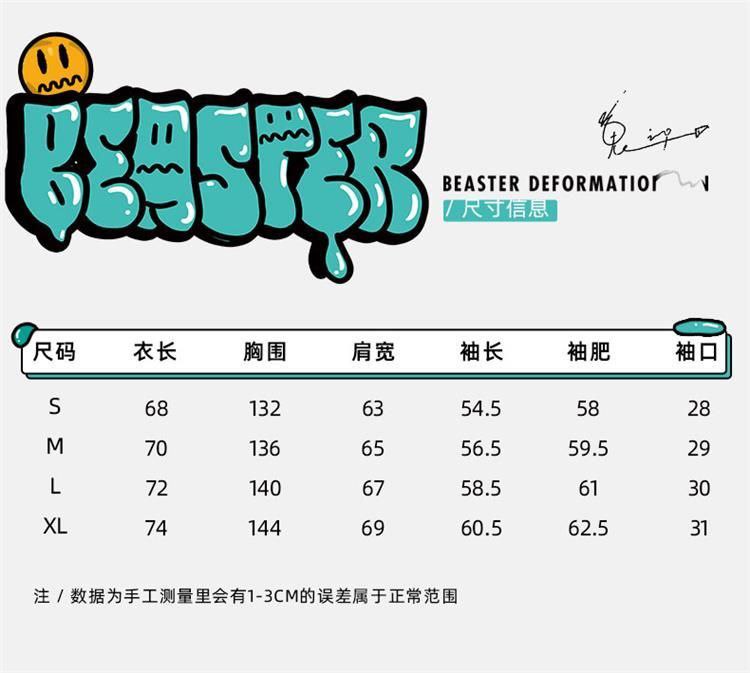 BEASTER
BEASTER DEFORMATION
/ 尺寸信息
尺码 衣长 胸围 肩宽 袖长 袖肥 袖口
S 68 132 63 54.5 58 28
M 70 136 65 56.5 59.5 29
L 72 140 67 58.5 61 30
XL 74 144 69 60.5 62.5 31
注 / 数据为手工测量里会有1-3CM的误差属于正常范围